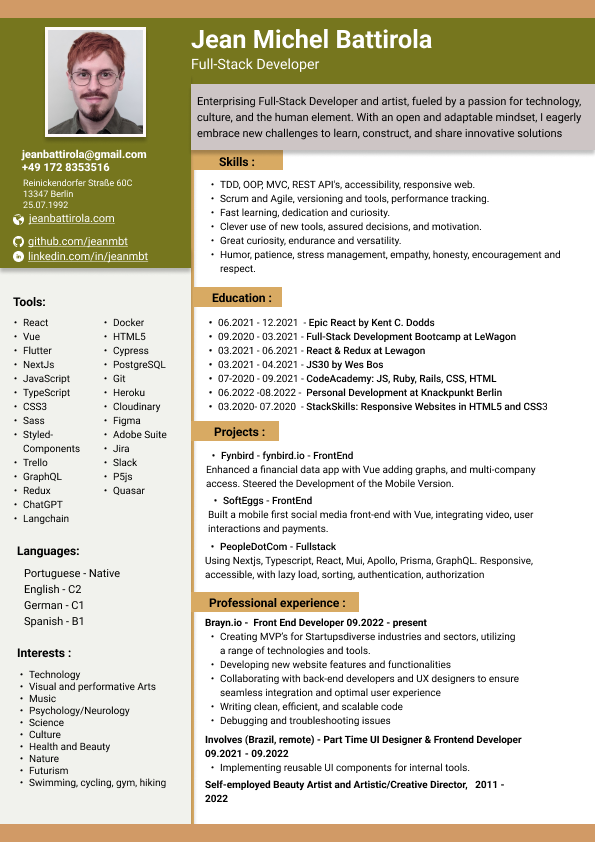 Jean Michel Battirola
Full-Stack Developer
Enterprising Full-Stack Developer and artist, fueled by a passion for technology,
culture, and the human element. With an open and adaptable mindset, I eagerly
embrace new challenges to learn, construct, and share innovative solutions
jeanbattirola@gmail.com
+49 172 8353516
Reinickendorfer Straße 60C
13347 Berlin
25.07.1992
jeanbattirola.com
github.com/jeanmbt
linkedin.com/in/jeanmbt
Tools:
• React
• Vue
• Flutter
• NextJs
• JavaScript
• TypeScript
• CSS3
• Sass
• Styled-
Components
• Trello
• GraphQL
• Redux
• ChatGPT
• Langchain
• Docker
• HTML5
• Cypress
• PostgreSQL
• Git
• Heroku
• Cloudinary
• Figma
• Adobe Suite
• Jira
• Slack
• P5js
• Quasar
Languages:
Portuguese - Native
English - C2
German - C1
Spanish - B1
Interests :
• Technology
• Visual and performative Arts
• Music
• Psychology/Neurology
• Science
• Culture
• Health and Beauty
• Nature
• Futurism
• Swimming, cycling, gym, hiking
Skills :
• TDD, OOP, MVC, REST API's, accessibility, responsive web.
• Scrum and Agile, versioning and tools, performance tracking.
• Fast learning, dedication and curiosity.
• Clever use of new tools, assured decisions, and motivation.
• Great curiosity, endurance and versatility.
• Humor, patience, stress management, empathy, honesty, encouragement and
respect.
Education :
• 06.2021 - 12.2021 - Epic React by Kent C. Dodds
• 09.2020 - 03.2021 - Full-Stack Development Bootcamp at LeWagon
• 03.2021 - 06.2021 - React & Redux at Lewagon
• 03.2021 - 04.2021 - JS30 by Wes Bos
• 07-2020 - 09.2021 - CodeAcademy: JS, Ruby, Rails, CSS, HTML
• 06.2022 -08.2022 - Personal Development at Knackpunkt Berlin
• 03.2020- 07.2020 - StackSkills: Responsive Websites in HTML5 and CSS3
Projects :
• Fynbird - fynbird.io - FrontEnd
Enhanced a financial data app with Vue adding graphs, and multi-company
access. Steered the Development of the Mobile Version.
• SoftEggs - FrontEnd
Built a mobile first social media front-end with Vue, integrating video, user
interactions and payments.
• PeopleDotCom - Fullstack
Using Nextjs, Typescript, React, Mui, Apollo, Prisma, GraphQL. Responsive,
accessible, with lazy load, sorting, authentication, authorization
Professional experience :
Brayn.io - Front End Developer 09.2022 - present
• Creating MVP's for Startupsdiverse industries and sectors, utilizing
a range of technologies and tools.
• Developing new website features and functionalities
• Collaborating with back-end developers and UX designers to ensure
seamless integration and optimal user experience
• Writing clean, efficient, and scalable code
• Debugging and troubleshooting issues
Involves (Brazil, remote) - Part Time UI Designer & Frontend Developer
09.2021 - 09.2022
• Implementing reusable UI components for internal tools.
Self-employed Beauty Artist and Artistic/Creative Director, 2011 -
2022